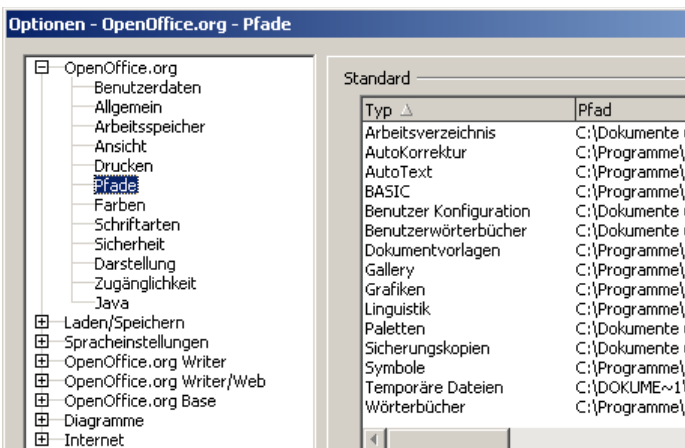 Optionen - OpenOffice.org - Pfade
OpenOffice.org
Benutzerdaten
Allgemein
Arbeitsspeicher
Ansicht
Drucken
Pfade
Farben
Schriftarten
Sicherheit
Darstellung
Zugänglichkeit
Java
Laden/Speichern
Spracheinstellungen
OpenOffice.org Writer
OpenOffice.org Writer/Web
OpenOffice.org Base
Diagramme
Internet
Standard
Typ Pfad
Arbeitsverzeichnis C:\Dokumente
AutoKorrektur C:\Programme\
AutoText C:\Programme\
BASIC C:\Programme\
Benutzer Konfiguration C:\Dokumente
Benutzerwörterbücher C:\Dokumente
Dokumentvorlagen C:\Programme\
Gallery C:\Programme\
Grafiken C:\Programme\
Linguistik C:\Programme\
Paletten C:\Dokumente
Sicherungskopien C:\Dokumente
Symbole C:\Programme\
Temporäre Dateien C:\DOKUME~1\
Wörterbücher C:\Programme\